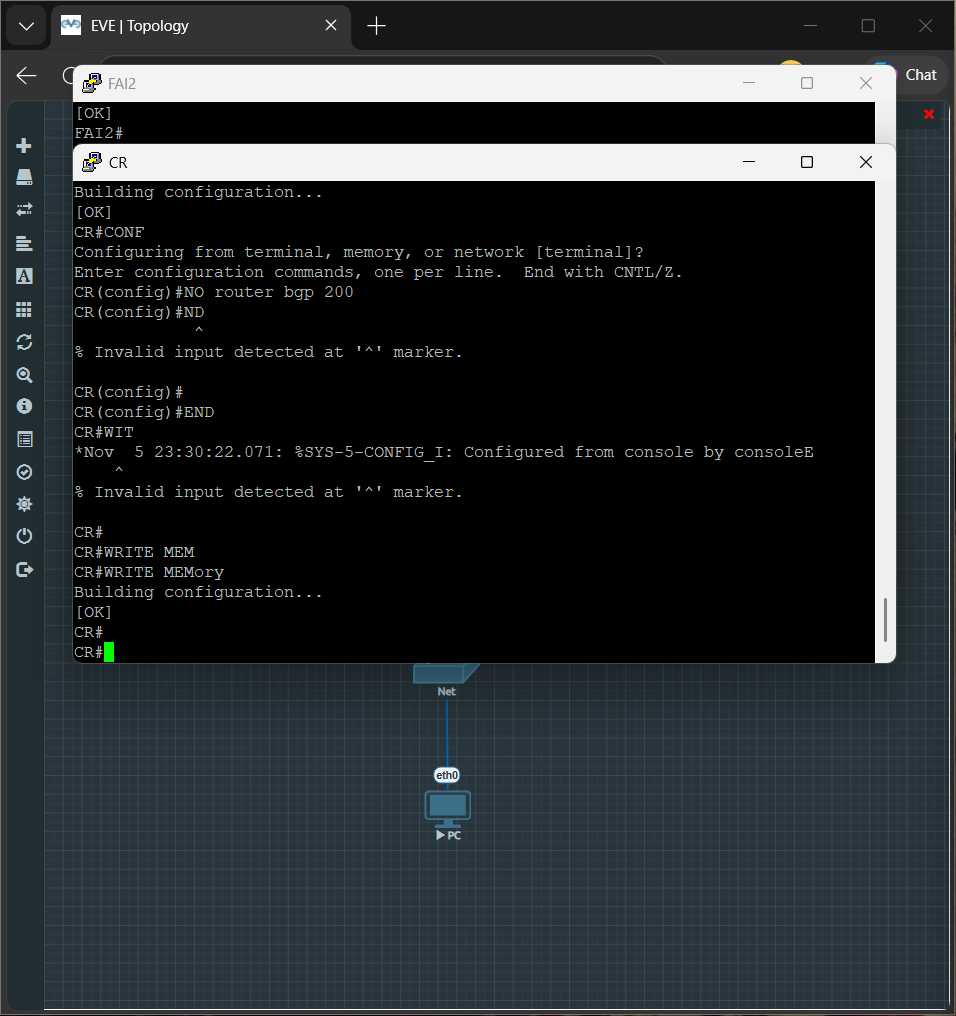 EVE | Topology
Chat
FAI2
[OK]
FAI2#
CR
Building configuration...
[OK]
CR#CONF
Configuring from terminal, memory, or network [terminal]?
Enter configuration commands, one per line.  End with CNTL/Z.
CR(config)#NO router bgp 200
CR(config)#ND
^
% Invalid input detected at '^' marker.
CR(config)#
CR(config)#END
CR#WIT
*Nov  5 23:30:22.071: %SYS-5-CONFIG_I: Configured from console by consoleE
^
% Invalid input detected at '^' marker.
CR#
CR#WRITE MEM
CR#WRITE MEMory
Building configuration...
[OK]
CR#
CR#
Net
eth0
PC